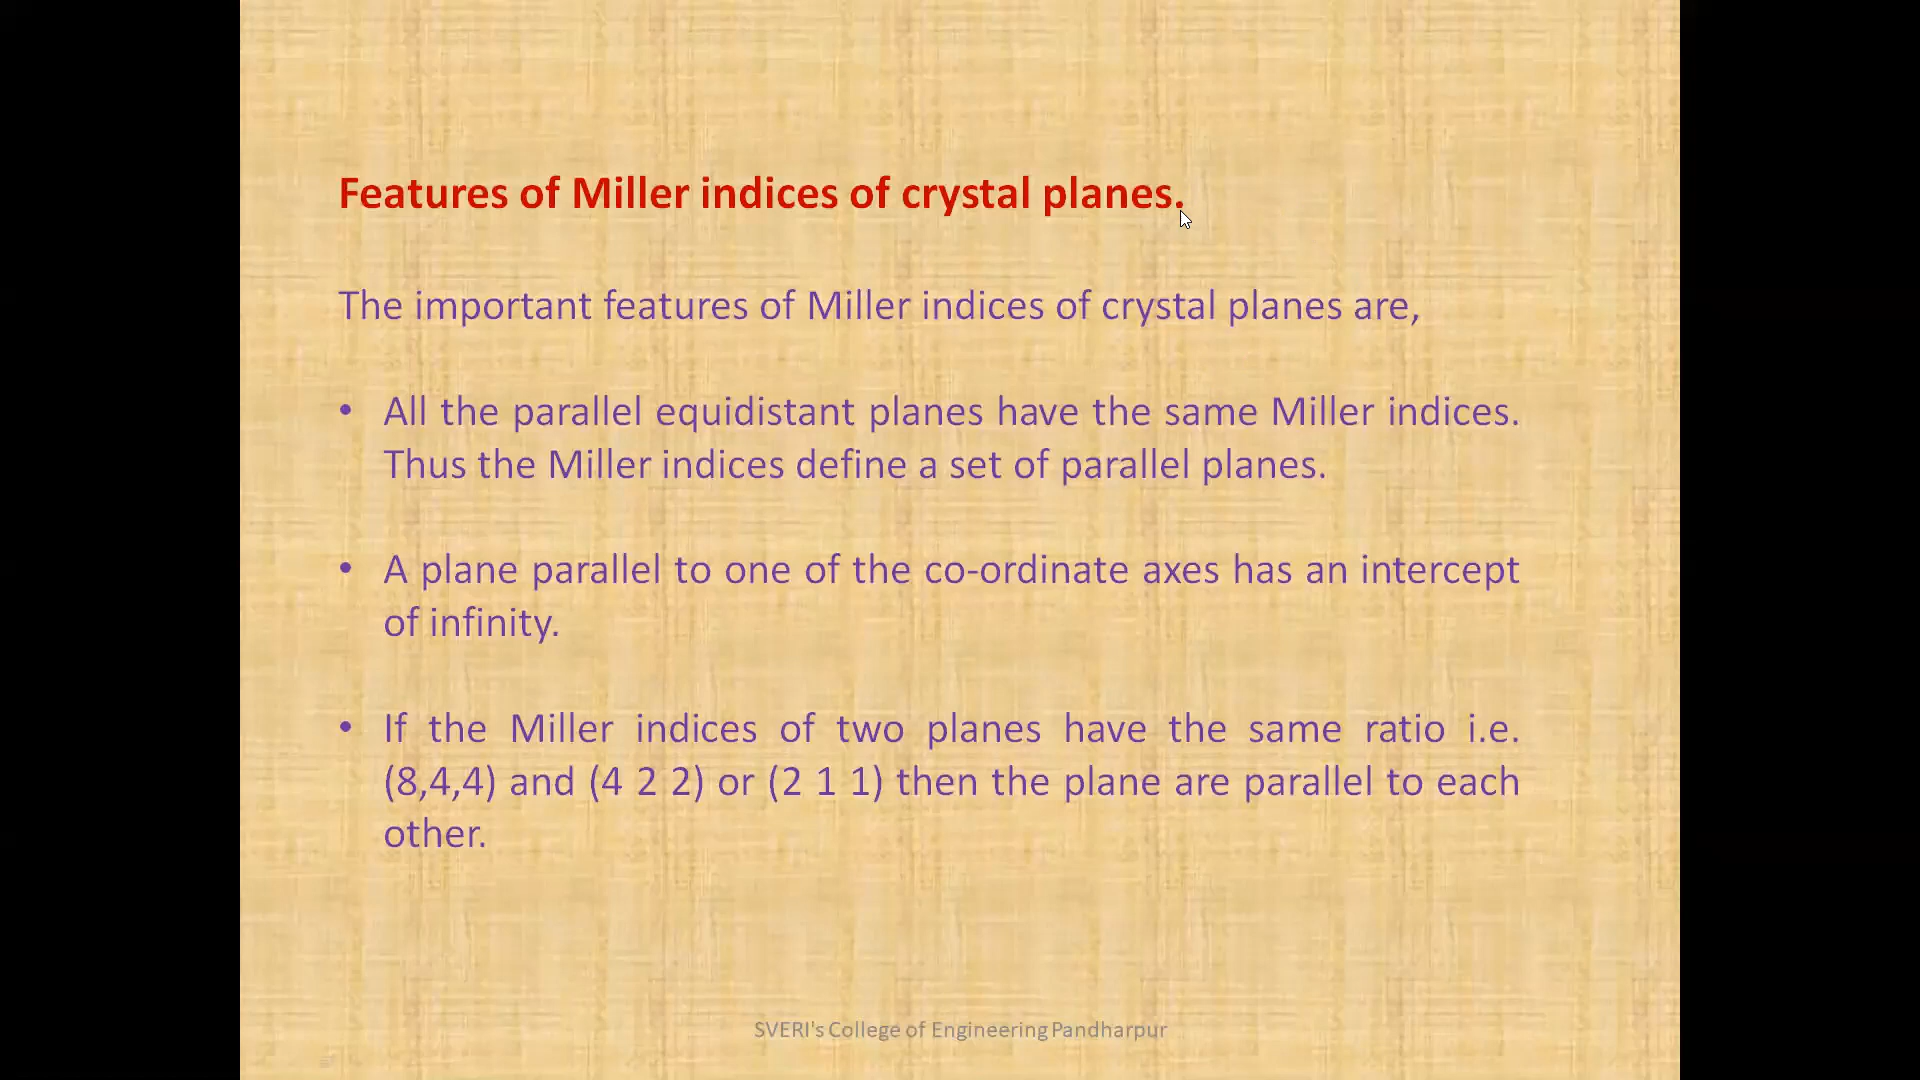 Features of Miller indices of crystal planes.
The important features of Miller indices of crystal planes are,
• All the parallel equidistant planes have the same Miller indices.
Thus the Miller indices define a set of parallel planes.
• A plane parallel to one of the co-ordinate axes has an intercept
of infinity.
• If the Miller indices of two planes have the same ratio i.e.
(8,4,4) and (4 2 2) or (2 1 1) then the plane are parallel to each
other.
SVERI's College of Engineering Pandharpur